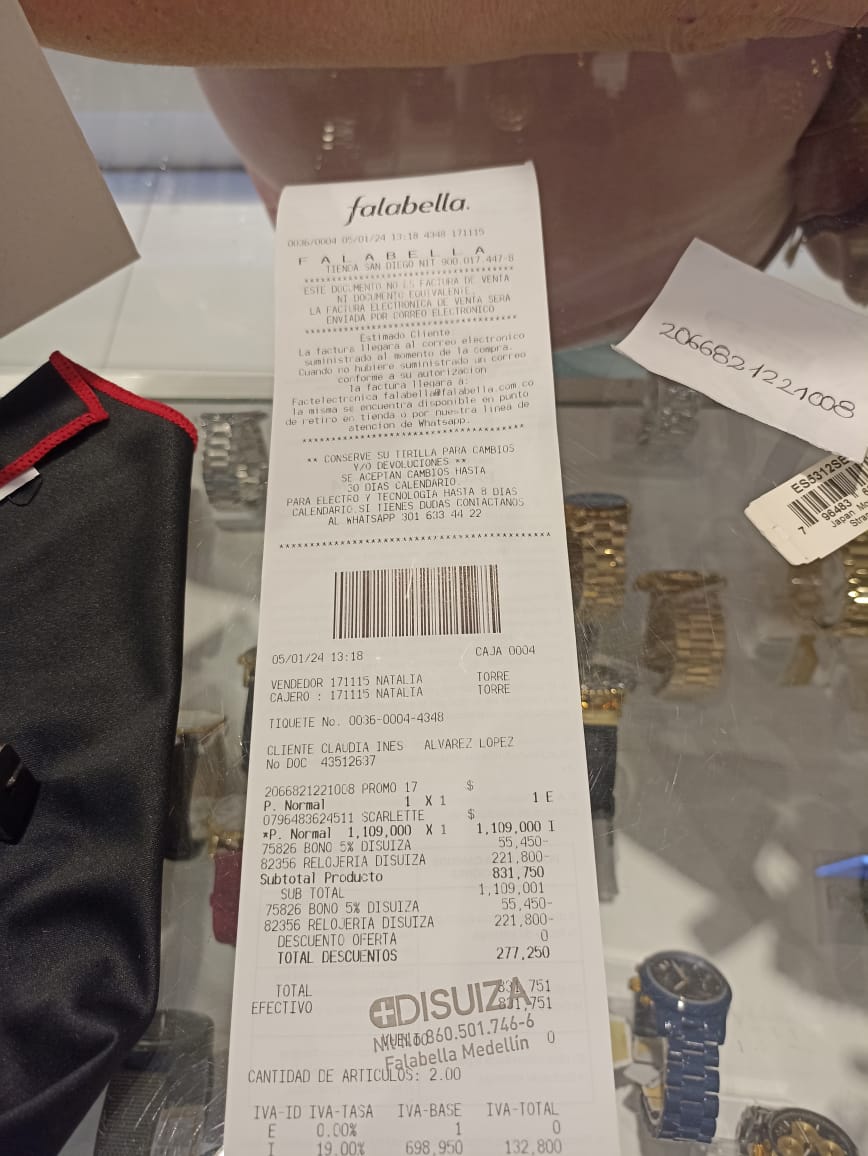 falabella.
0036/0004 05/01/24 13:18 4348 171115
F A L A B E L L A
TIENDA SAN DIEGO NIT 900.017.447-8
************************************
ESTE DOCUMENTO NO ES FACTURA DE VENTA
NI DOCUMENTO EQUIVALENTE.
LA FACTURA ELECTRONICA DE VENTA SERA
ENVIADA POR CORREO ELECTRONICO
************************************
Estimado Cliente:
La factura llegara al correo electronico
suministrado al momento de la compra.
Cuando no hubiere suministrado un correo
conforme a su autorizacion
la factura llegara a:
Factelectronica falabella@falabella.com.co
la misma se encuentra disponible en punto
de retiro en tienda o por nuestra linea de
atencion de Whatsapp.
************************************
** CONSERVE SU TIRILLA PARA CAMBIOS
Y/O DEVOLUCIONES **
SE ACEPTAN CAMBIOS HASTA
30 DIAS CALENDARIO.
PARA ELECTRO Y TECNOLOGIA HASTA 8 DIAS
CALENDARIO.SI TIENES DUDAS CONTACTANOS
AL WHATSAPP 301 633 44 22
************************************
05/01/24 13:18 CAJA 0004
VENDEDOR 171115 NATALIA TORRE
CAJERO : 171115 NATALIA TORRE
TIQUETE No. 0036-0004-4348
CLIENTE CLAUDIA INES ALVAREZ LOPEZ
No DOC 43512637
2066821221008 PROMO 17 $
P. Normal 1 X 1 1 E
0796483624511 SCARLETTE $
*P. Normal 1,109,000 X 1 1,109,000 I
75826 BONO 5% DISUIZA 55,450-
82356 RELOJERIA DISUIZA 221,800-
Subtotal Producto 831,750
SUB TOTAL 1,109,001
75826 BONO 5% DISUIZA 55,450-
82356 RELOJERIA DISUIZA 221,800-
DESCUENTO OFERTA 0
TOTAL DESCUENTOS 277,250
TOTAL 831,751
EFECTIVO 831,751
VUELTO 0
DISUIZA
860.501.746-6
Falabella Medellín
CANTIDAD DE ARTICULOS: 2.00
IVA-ID IVA-TASA IVA-BASE IVA-TOTAL
E 0.00% 1 0
I 19.00% 698,950 132,800
2066821221008
ES5312SE
7 96483
Japan